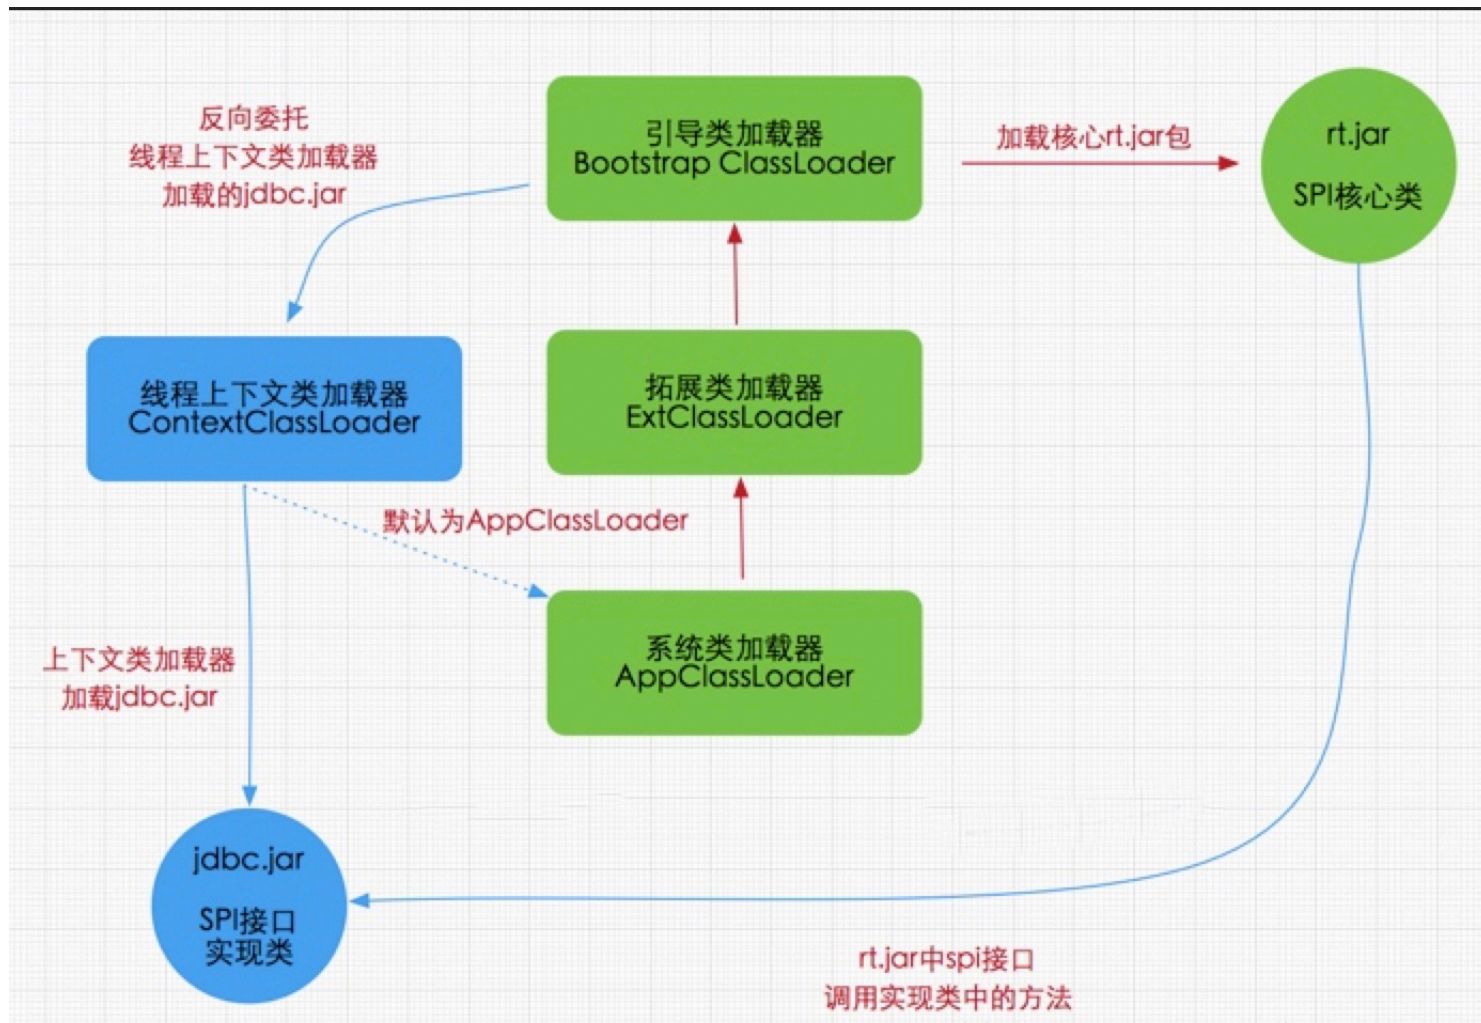 反向委托
线程上下文类加载器
加载的jdbc.jar
引导类加载器
Bootstrap ClassLoader
加载核心rt.jar包
rt.jar
SPI核心类
线程上下文类加载器
ContextClassLoader
拓展类加载器
ExtClassLoader
默认为AppClassLoader
系统类加载器
AppClassLoader
上下文类加载器
加载jdbc.jar
jdbc.jar
SPI接口
实现类
rt.jar中spi接口
调用实现类中的方法